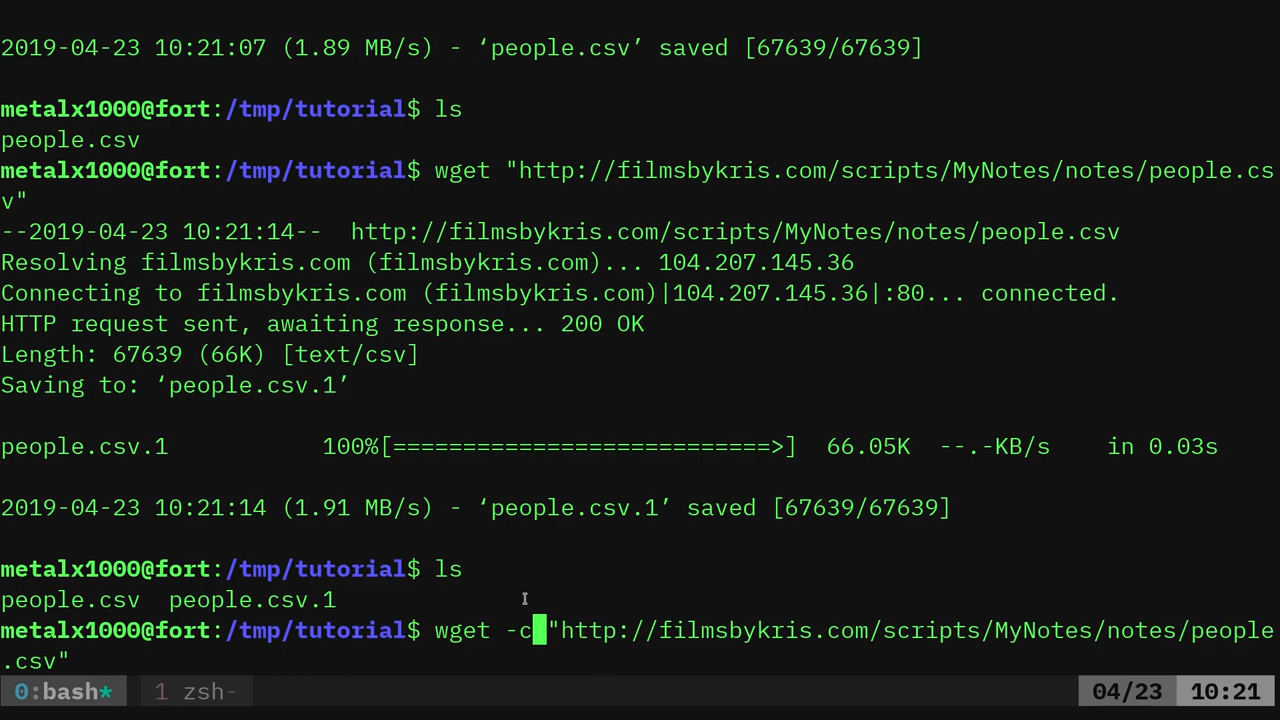 2019-04-23 10:21:07 (1.89 MB/s) - ‘people.csv’ saved [67639/67639]
metalx1000@fort:/tmp/tutorial$ ls
people.csv
metalx1000@fort:/tmp/tutorial$ wget "http://filmsbykris.com/scripts/MyNotes/notes/people.cs
v"
--2019-04-23 10:21:14--  http://filmsbykris.com/scripts/MyNotes/notes/people.csv
Resolving filmsbykris.com (filmsbykris.com)... 104.207.145.36
Connecting to filmsbykris.com (filmsbykris.com)|104.207.145.36|:80... connected.
HTTP request sent, awaiting response... 200 OK
Length: 67639 (66K) [text/csv]
Saving to: ‘people.csv.1’
people.csv.1           100%[===========================>]  66.05K  --.-KB/s    in 0.03s
2019-04-23 10:21:14 (1.91 MB/s) - ‘people.csv.1’ saved [67639/67639]
metalx1000@fort:/tmp/tutorial$ ls
people.csv  people.csv.1
metalx1000@fort:/tmp/tutorial$ wget -c "http://filmsbykris.com/scripts/MyNotes/notes/people
.csv"
0:bash* 1 zsh- 04/23 10:21